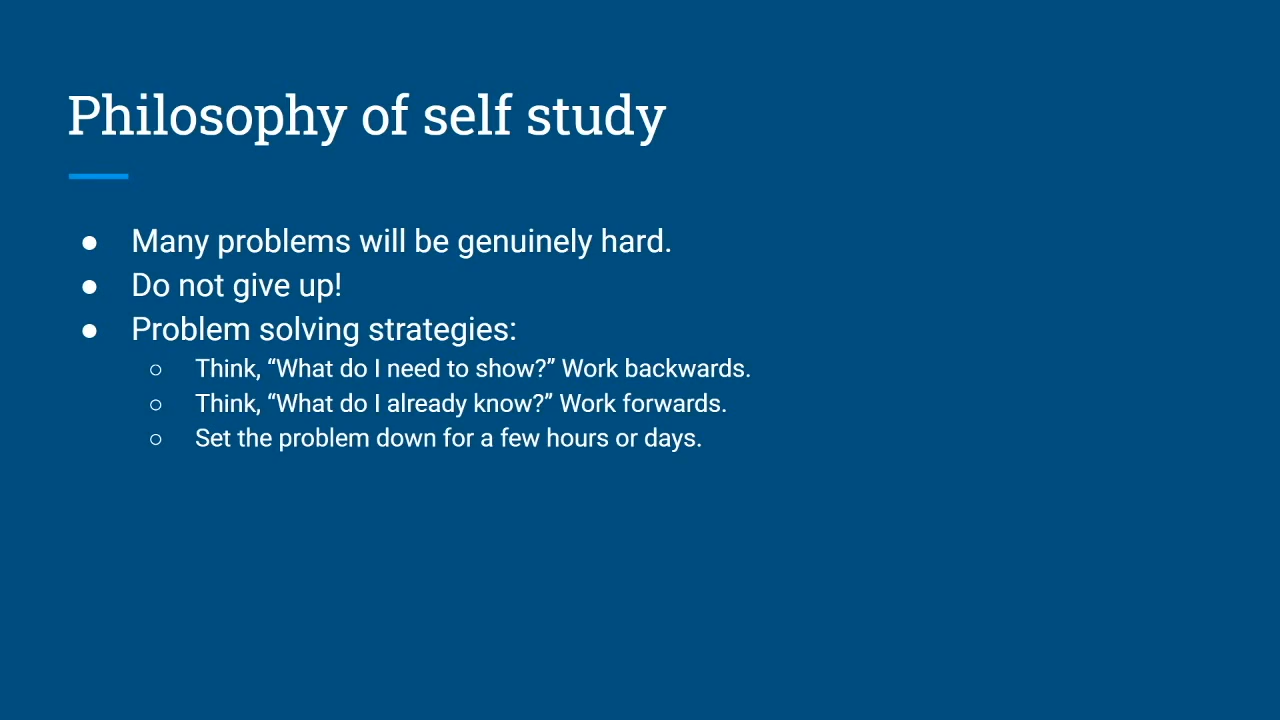 Philosophy of self study
● Many problems will be genuinely hard.
● Do not give up!
● Problem solving strategies:
○ Think, “What do I need to show?” Work backwards.
○ Think, “What do I already know?” Work forwards.
○ Set the problem down for a few hours or days.